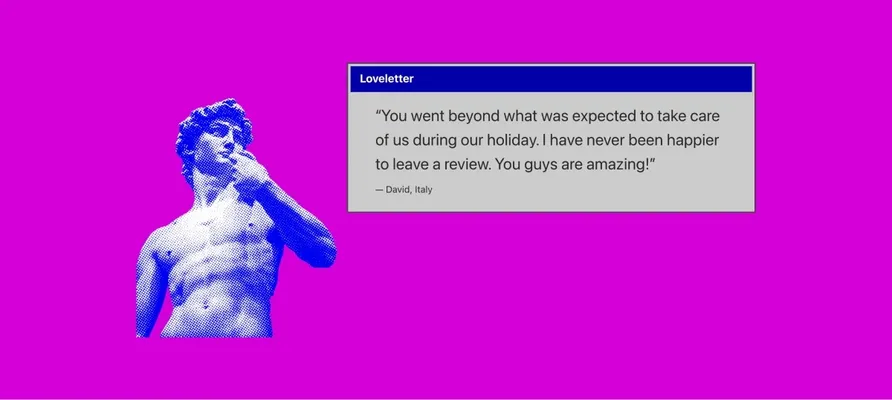 Loveletter
“You went beyond what was expected to take care
of us during our holiday. I have never been happier
to leave a review. You guys are amazing!”
— David, Italy